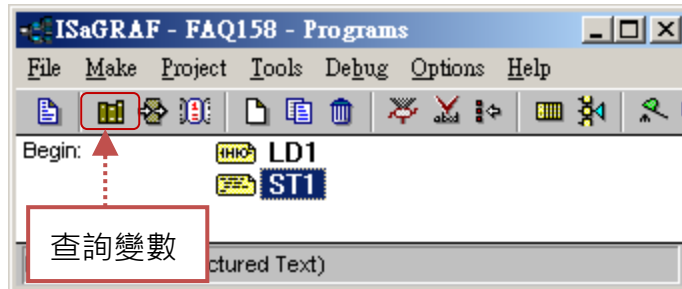 ISaGRAF - FAQ158 - Programs
File Make Project Tools Debug Options Help
Begin:
LD1
ST1
查詢變數
ctured Text)